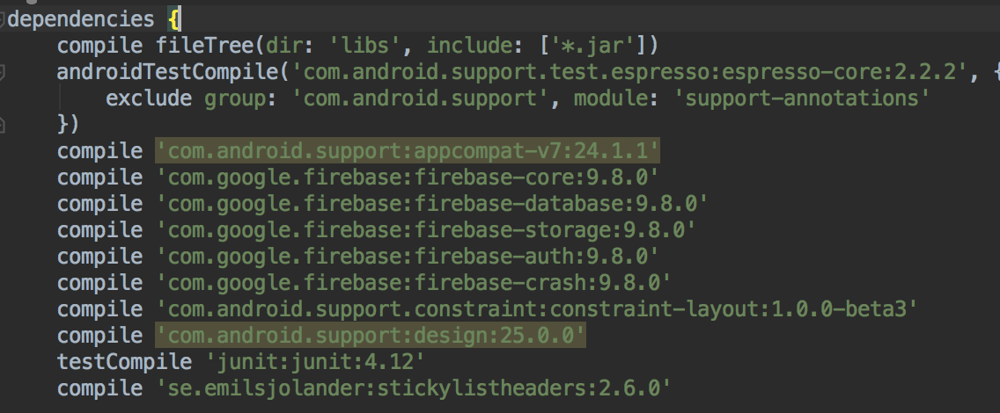 dependencies {
    compile fileTree(dir: 'libs', include: ['*.jar'])
    androidTestCompile('com.android.support.test.espresso:espresso-core:2.2.2', {
        exclude group: 'com.android.support', module: 'support-annotations'
    })
    compile 'com.android.support:appcompat-v7:24.1.1'
    compile 'com.google.firebase:firebase-core:9.8.0'
    compile 'com.google.firebase:firebase-database:9.8.0'
    compile 'com.google.firebase:firebase-storage:9.8.0'
    compile 'com.google.firebase:firebase-auth:9.8.0'
    compile 'com.google.firebase:firebase-crash:9.8.0'
    compile 'com.android.support.constraint:constraint-layout:1.0.0-beta3'
    compile 'com.android.support:design:25.0.0'
    testCompile 'junit:junit:4.12'
    compile 'se.emilsjolander:stickylistheaders:2.6.0'